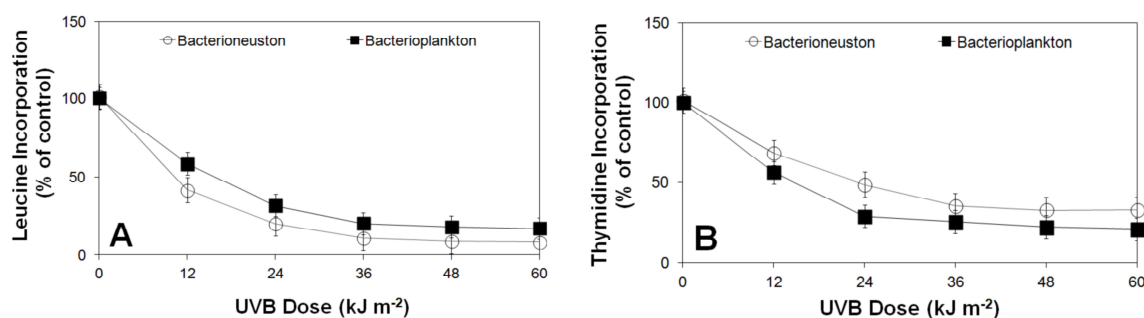 150
100
50
0
Leucine Incorporation
(% of control)
Bacterioneuston
Bacterioplankton
A
0 12 24 36 48 60
UVB Dose (kJ m⁻²)
150
100
50
0
Thymidine Incorporation
(% of control)
Bacterioneuston
Bacterioplankton
B
0 12 24 36 48 60
UVB Dose (kJ m⁻²)